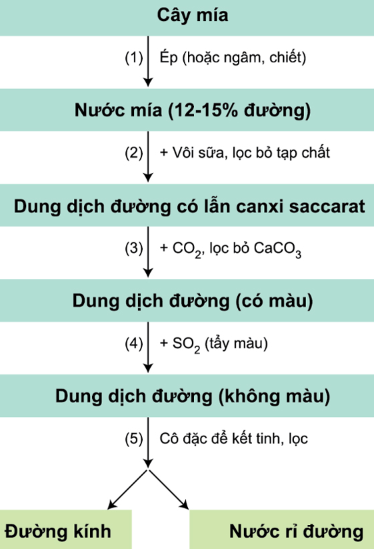 Cây mía
(1) Ép (hoặc ngâm, chiết)
Nước mía (12-15% đường)
(2) + Vôi sữa, lọc bỏ tạp chất
Dung dịch đường có lẫn canxi saccarat
(3) + CO₂, lọc bỏ CaCO₃
Dung dịch đường (có màu)
(4) + SO₂ (tẩy màu)
Dung dịch đường (không màu)
(5) Cô đặc để kết tinh, lọc
Đường kính
Nước rỉ đường